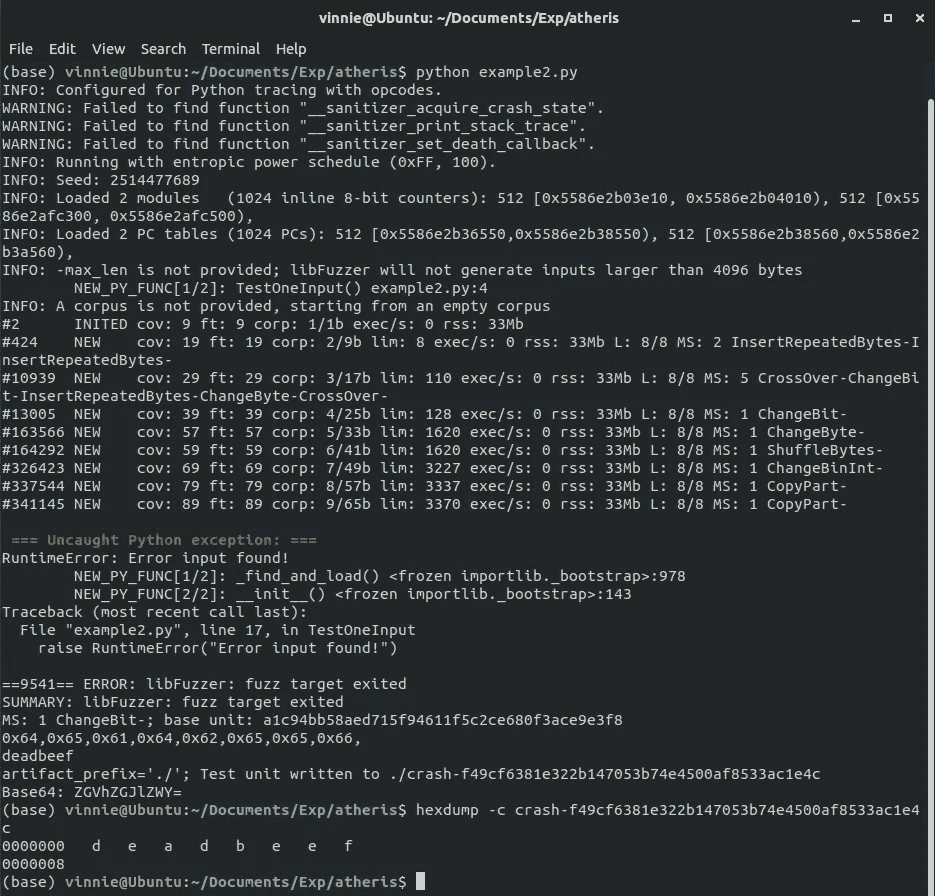 vinnie@Ubuntu: ~/Documents/Exp/atheris
File Edit View Search Terminal Help
(base) vinnie@Ubuntu:~/Documents/Exp/atheris$ python example2.py
INFO: Configured for Python tracing with opcodes.
WARNING: Failed to find function "__sanitizer_acquire_crash_state".
WARNING: Failed to find function "__sanitizer_print_stack_trace".
WARNING: Failed to find function "__sanitizer_set_death_callback".
INFO: Running with entropic power schedule (0xFF, 100).
INFO: Seed: 2514477689
INFO: Loaded 2 modules   (1024 inline 8-bit counters): 512 [0x5586e2b03e10, 0x5586e2b04010), 512 [0x55
86e2afc300, 0x5586e2afc500),
INFO: Loaded 2 PC tables (1024 PCs): 512 [0x5586e2b36550,0x5586e2b38550), 512 [0x5586e2b38560,0x5586e2
b3a560),
INFO: -max_len is not provided; libFuzzer will not generate inputs larger than 4096 bytes
        NEW_PY_FUNC[1/2]: TestOneInput() example2.py:4
INFO: A corpus is not provided, starting from an empty corpus
#2      INITED cov: 9 ft: 9 corp: 1/1b exec/s: 0 rss: 33Mb
#424    NEW    cov: 19 ft: 19 corp: 2/9b lim: 8 exec/s: 0 rss: 33Mb L: 8/8 MS: 2 InsertRepeatedBytes-I
nsertRepeatedBytes-
#10939  NEW    cov: 29 ft: 29 corp: 3/17b lim: 110 exec/s: 0 rss: 33Mb L: 8/8 MS: 5 CrossOver-ChangeBi
t-InsertRepeatedBytes-ChangeByte-CrossOver-
#13005  NEW    cov: 39 ft: 39 corp: 4/25b lim: 128 exec/s: 0 rss: 33Mb L: 8/8 MS: 1 ChangeBit-
#163566 NEW    cov: 57 ft: 57 corp: 5/33b lim: 1620 exec/s: 0 rss: 33Mb L: 8/8 MS: 1 ChangeByte-
#164292 NEW    cov: 59 ft: 59 corp: 6/41b lim: 1620 exec/s: 0 rss: 33Mb L: 8/8 MS: 1 ShuffleBytes-
#326423 NEW    cov: 69 ft: 69 corp: 7/49b lim: 3227 exec/s: 0 rss: 33Mb L: 8/8 MS: 1 ChangeBinInt-
#337544 NEW    cov: 79 ft: 79 corp: 8/57b lim: 3337 exec/s: 0 rss: 33Mb L: 8/8 MS: 1 CopyPart-
#341145 NEW    cov: 89 ft: 89 corp: 9/65b lim: 3370 exec/s: 0 rss: 33Mb L: 8/8 MS: 1 CopyPart-
=== Uncaught Python exception: ===
RuntimeError: Error input found!
        NEW_PY_FUNC[1/2]: _find_and_load() <frozen importlib._bootstrap>:978
        NEW_PY_FUNC[2/2]: __init__() <frozen importlib._bootstrap>:143
Traceback (most recent call last):
  File "example2.py", line 17, in TestOneInput
    raise RuntimeError("Error input found!")
==9541== ERROR: libFuzzer: fuzz target exited
SUMMARY: libFuzzer: fuzz target exited
MS: 1 ChangeBit-; base unit: a1c94bb58aed715f94611f5c2ce680f3ace9e3f8
0x64,0x65,0x61,0x64,0x62,0x65,0x65,0x66,
deadbeef
artifact_prefix='./'; Test unit written to ./crash-f49cf6381e322b147053b74e4500af8533ac1e4c
Base64: ZGVhZGJlZWY=
(base) vinnie@Ubuntu:~/Documents/Exp/atheris$ hexdump -c crash-f49cf6381e322b147053b74e4500af8533ac1e4
c
0000000   d   e   a   d   b   e   e   f
0000008
(base) vinnie@Ubuntu:~/Documents/Exp/atheris$